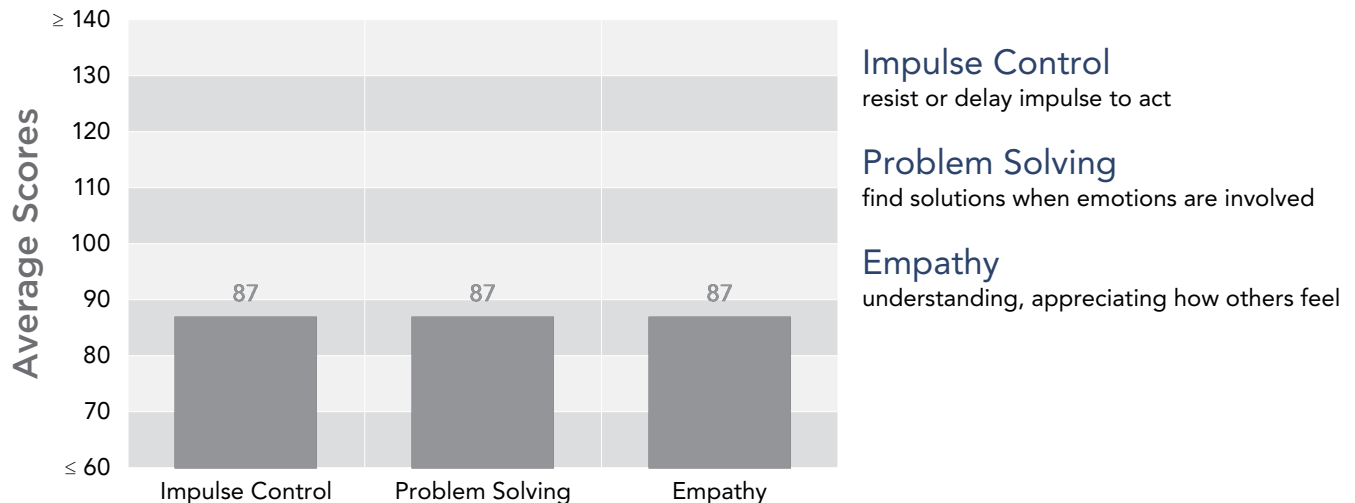 Average Scores
≥ 140
130
120
110
100
90
80
70
≤ 60
87
87
87
Impulse Control
Problem Solving
Empathy
Impulse Control
resist or delay impulse to act
Problem Solving
find solutions when emotions are involved
Empathy
understanding, appreciating how others feel